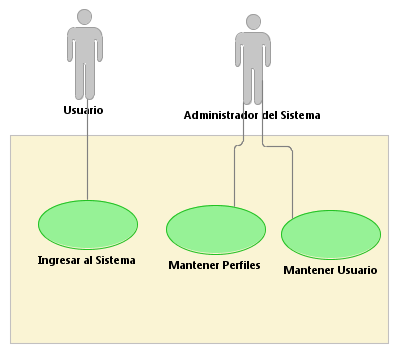 Usuario
Administrador del Sistema
Ingresar al Sistema
Mantener Perfiles
Mantener Usuario